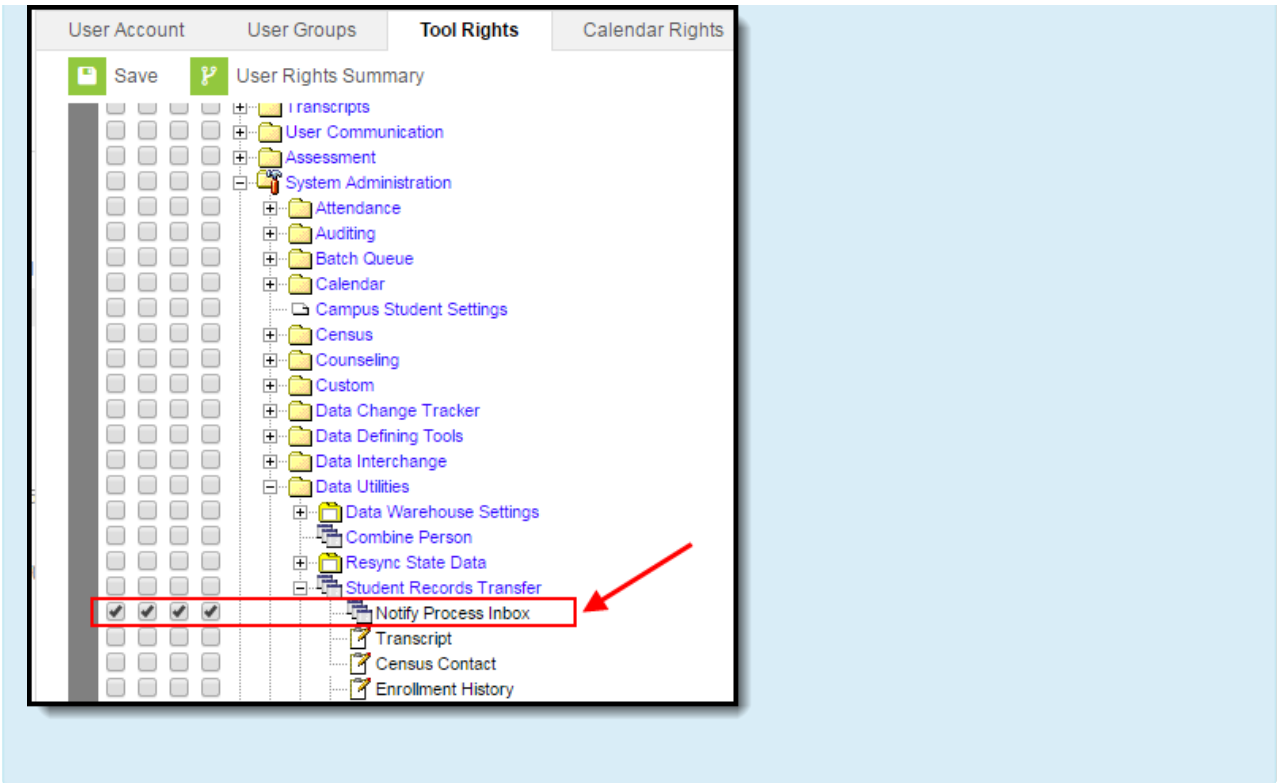 User Account User Groups Tool Rights Calendar Rights
Save User Rights Summary
Transcripts
User Communication
Assessment
System Administration
Attendance
Auditing
Batch Queue
Calendar
Campus Student Settings
Census
Counseling
Custom
Data Change Tracker
Data Defining Tools
Data Interchange
Data Utilities
Data Warehouse Settings
Combine Person
Resync State Data
Student Records Transfer
Notify Process Inbox
Transcript
Census Contact
Enrollment History